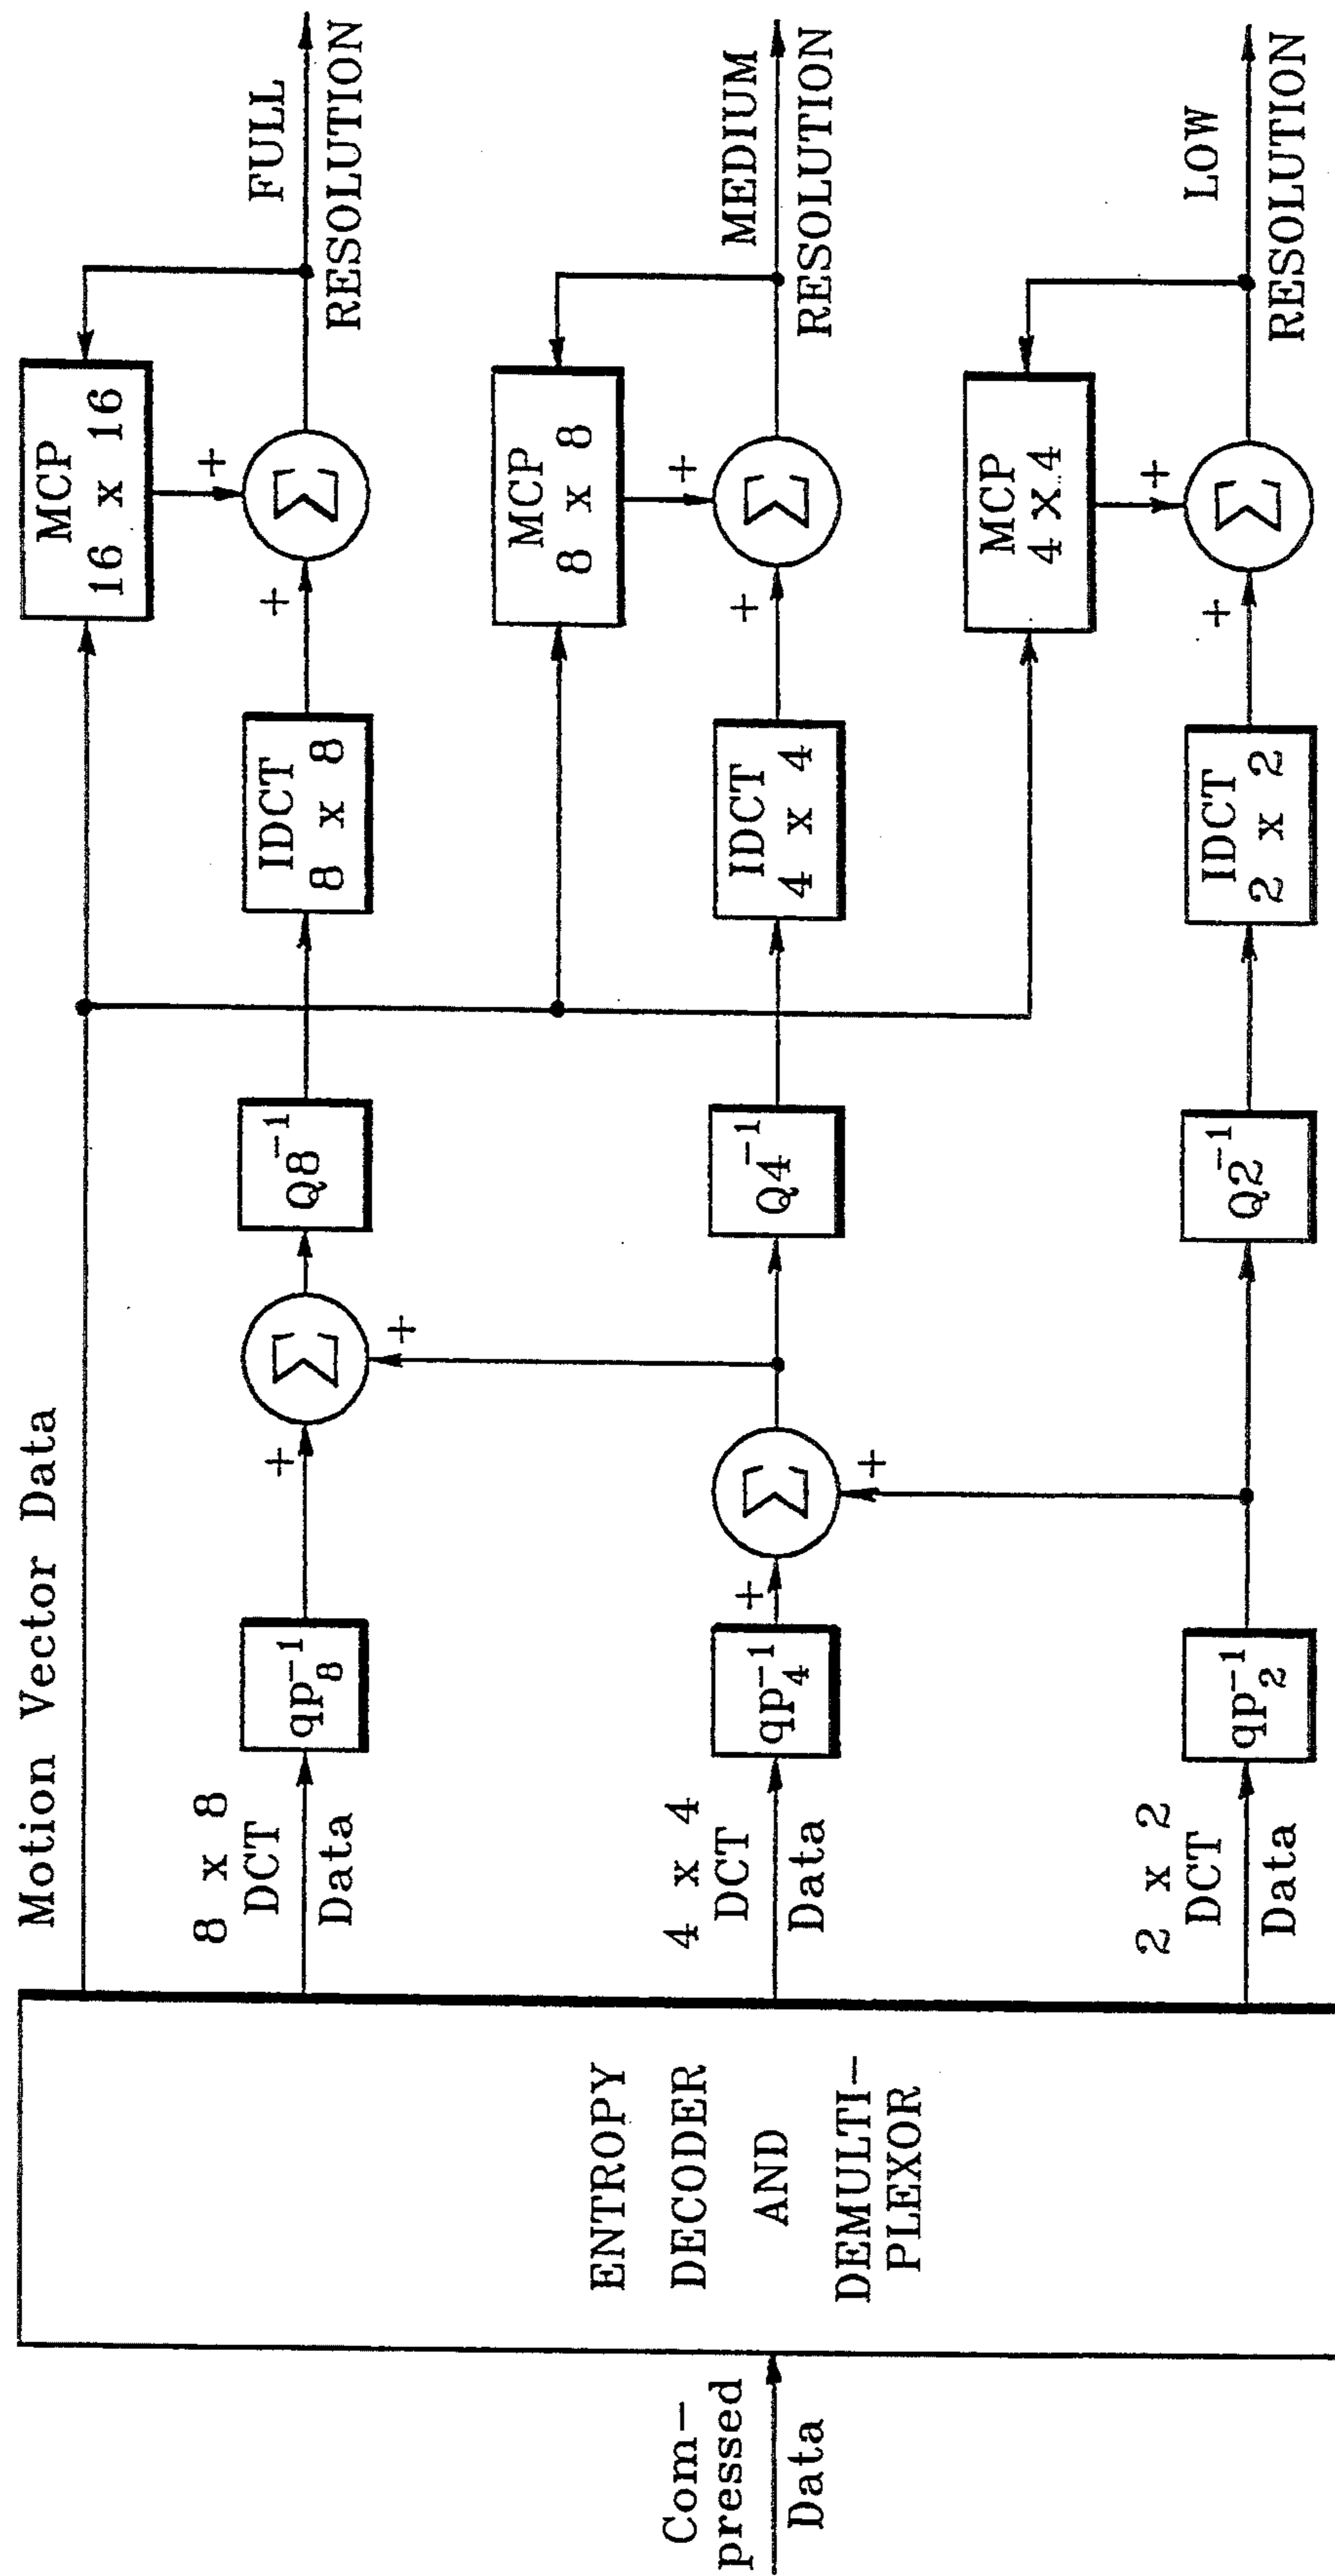 Motion Vector Data
Com-
pressed
Data
ENTROPY
DECODER
AND
DEMULTI-
PLEXOR
8 x 8
DCT
Data
qp₈⁻¹
+
Σ
+
Q8⁻¹
IDCT
8 x 8
+
Σ
+
MCP
16 x 16
FULL
RESOLUTION
4 x 4
DCT
Data
qp₄⁻¹
+
Σ
+
Q4⁻¹
IDCT
4 x 4
+
Σ
+
MCP
8 x 8
MEDIUM
RESOLUTION
2 x 2
DCT
Data
qp₂⁻¹
Q2⁻¹
IDCT
2 x 2
+
Σ
+
MCP
4 X 4
LOW
RESOLUTION